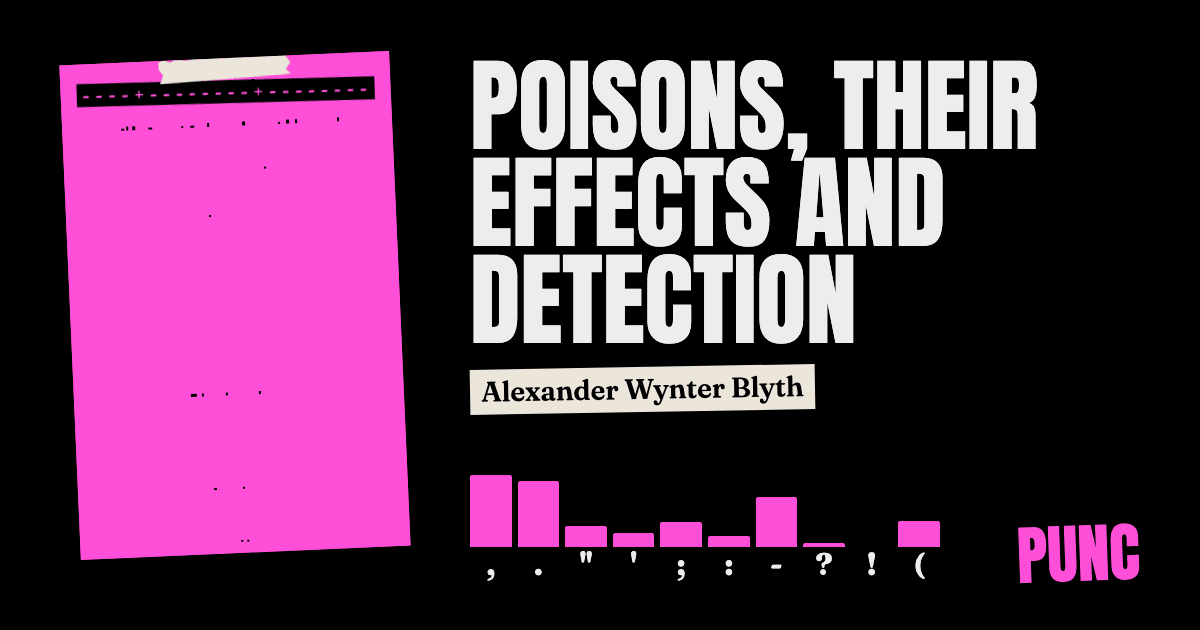 - - - - + - - - - - - - - + - - - - - - -
POISONS, THEIR
EFFECTS AND
DETECTION
Alexander Wynter Blyth
, . " ' ; : - ? ! (
PUNC